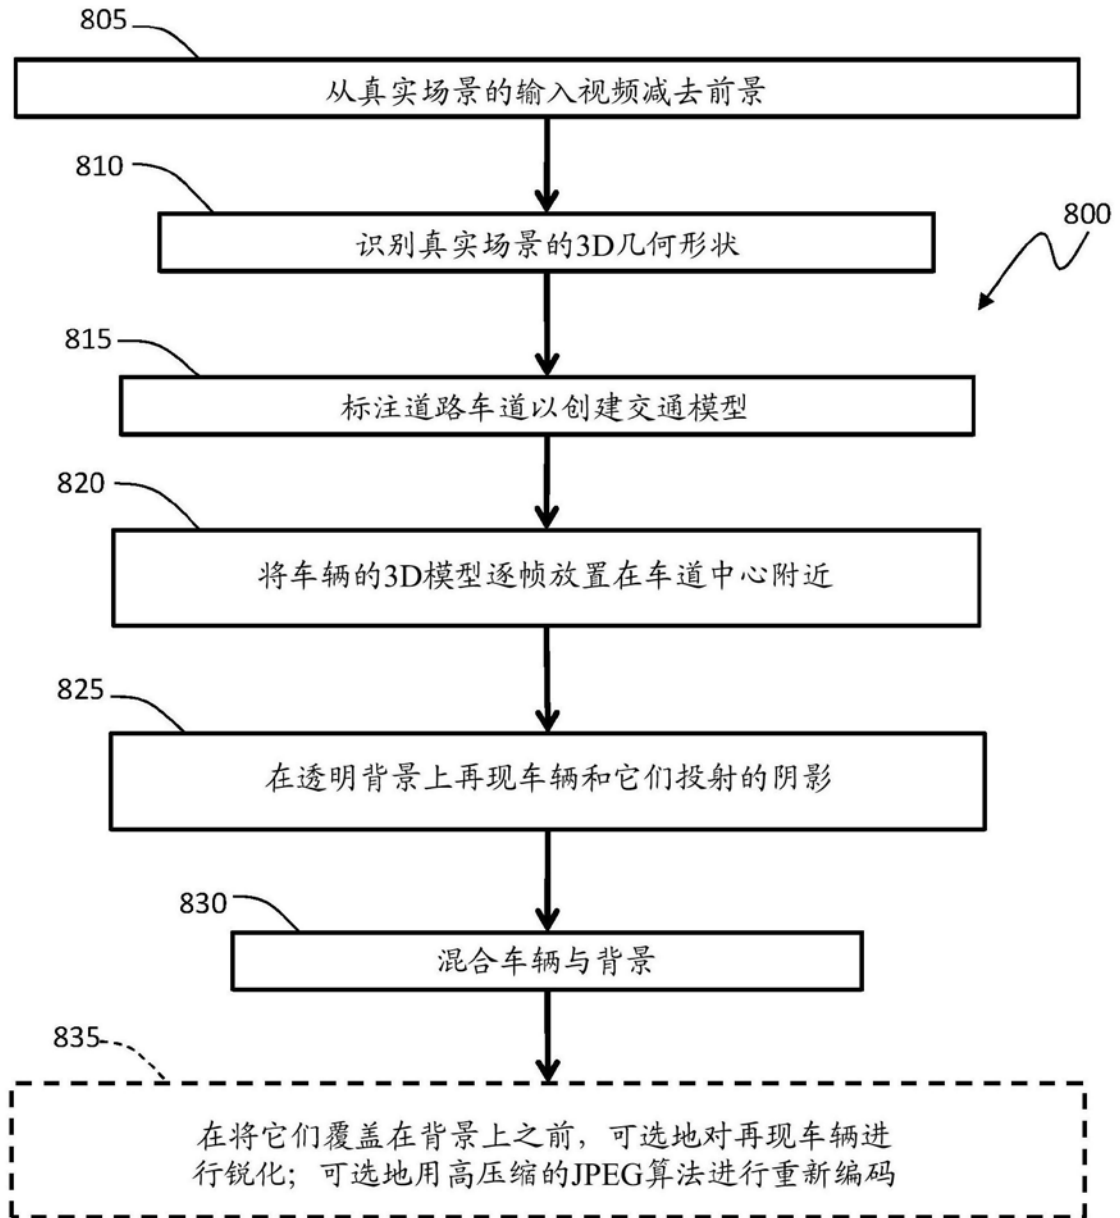 805
从真实场景的输入视频减去前景
810
识别真实场景的3D几何形状
800
815
标注道路车道以创建交通模型
820
将车辆的3D模型逐帧放置在车道中心附近
825
在透明背景上再现车辆和它们投射的阴影
830
混合车辆与背景
835
在将它们覆盖在背景上之前，可选地对再现车辆进
行锐化；可选地用高压缩的JPEG算法进行重新编码